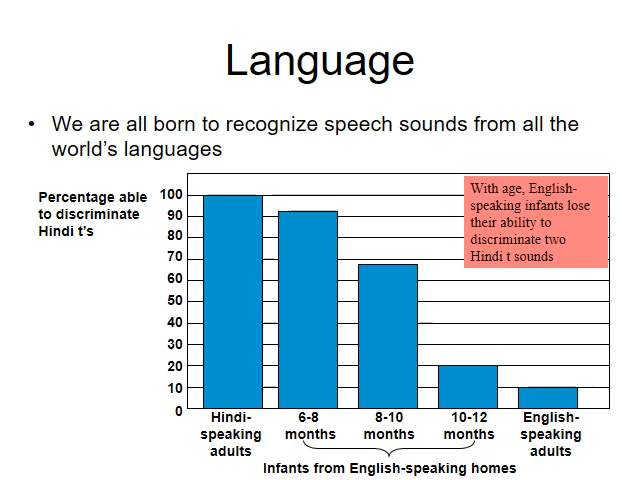 Language
• We are all born to recognize speech sounds from all the
world's languages
Percentage able
to discriminate
Hindi t's
100
90
80
70
60
50
40
30
20
10
0
With age, English-
speaking infants lose
their ability to
discriminate two
Hindi t sounds
Hindi-
speaking
adults
6-8
months
8-10
months
10-12
months
English-
speaking
adults
Infants from English-speaking homes